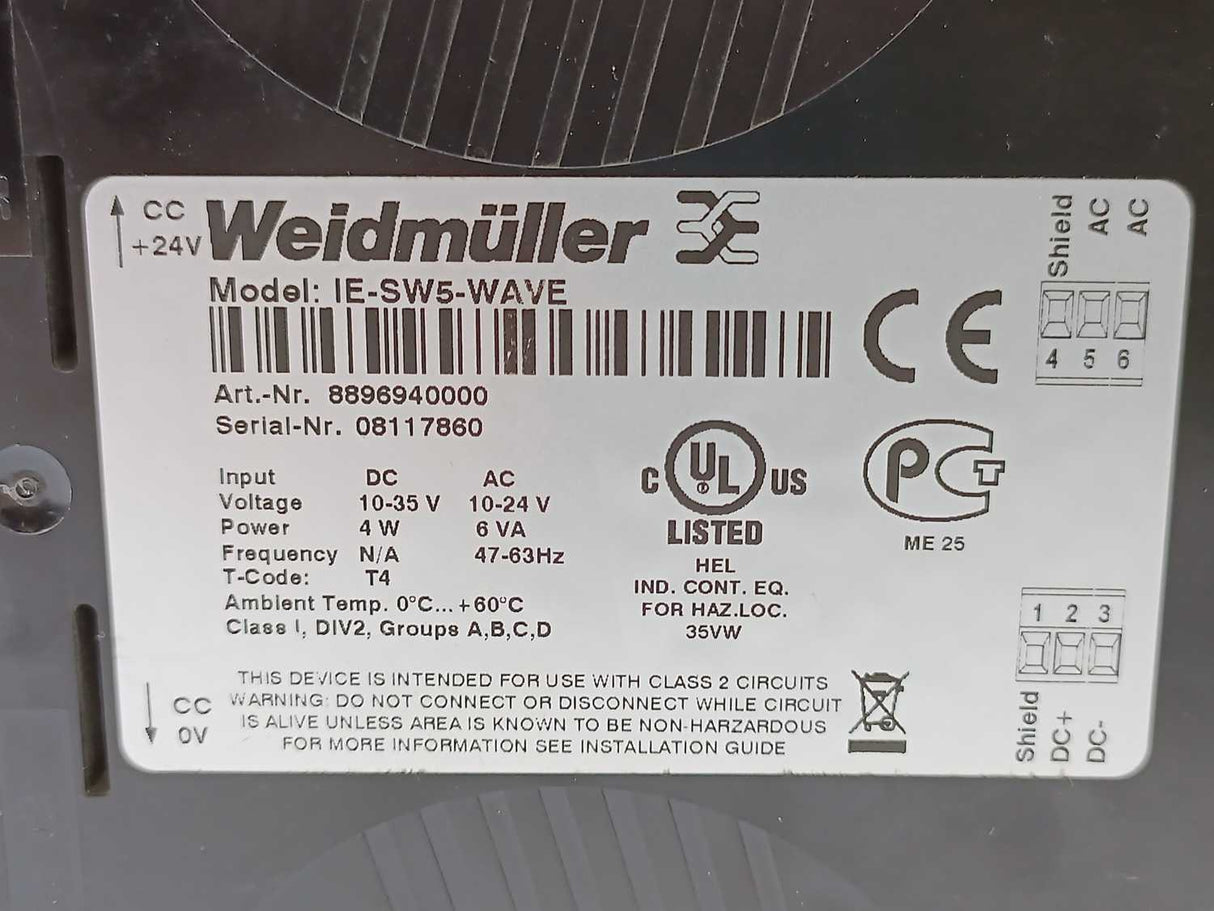 CC
+24V
Weidmüller
Model: IE-SW5-WAVE
Art.-Nr. 8896940000
Serial-Nr. 08117860
Input DC AC
Voltage 10-35 V 10-24 V
Power 4 W 6 VA
Frequency N/A 47-63Hz
T-Code: T4
Ambient Temp. 0°C...+60°C
Class I, DIV2, Groups A,B,C,D
CE
C UL US
LISTED
HEL
IND. CONT. EQ.
FOR HAZ.LOC.
35VW
PCT
ME 25
Shield AC AC
4 5 6
1 2 3
Shield DC+ DC-
CC
0V
THIS DEVICE IS INTENDED FOR USE WITH CLASS 2 CIRCUITS
WARNING: DO NOT CONNECT OR DISCONNECT WHILE CIRCUIT
IS ALIVE UNLESS AREA IS KNOWN TO BE NON-HARZARDOUS
FOR MORE INFORMATION SEE INSTALLATION GUIDE